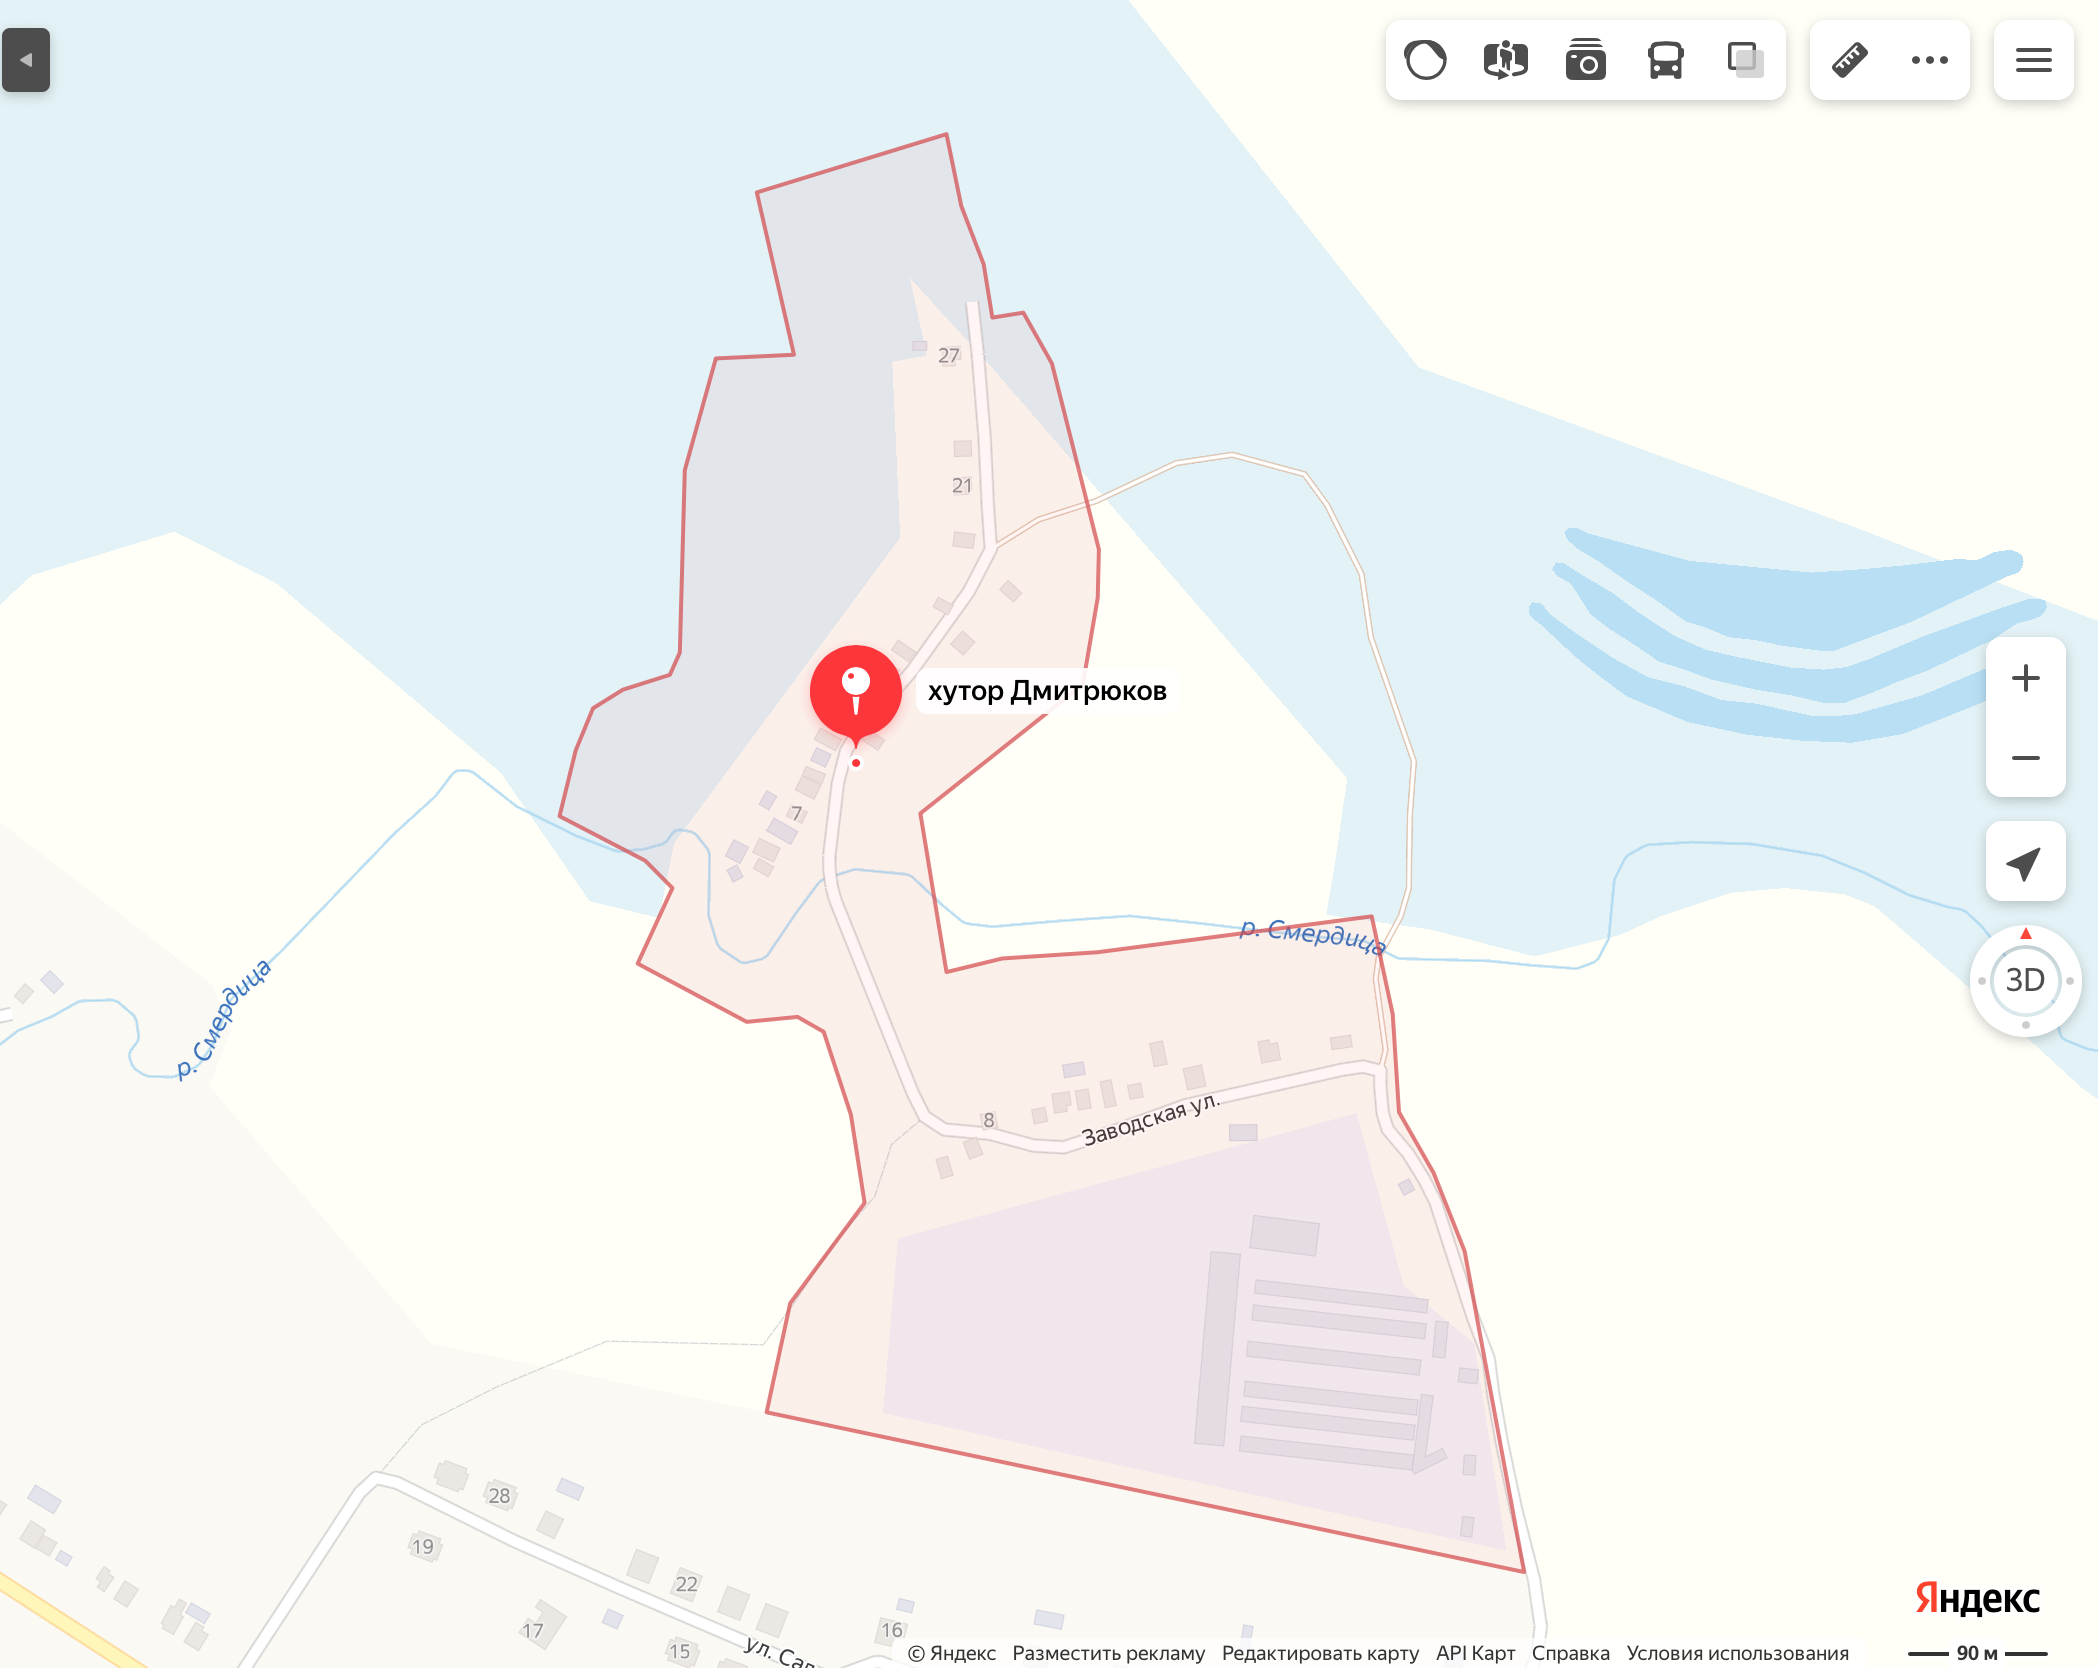 27
21
хутор Дмитрюков
7
р. Смердица
р. Смердица
3D
8
Заводская ул.
28
19
22
17
16
15
ул. Сад
Яндекс
© Яндекс Разместить рекламу Редактировать карту API Карт Справка Условия использования 90 м